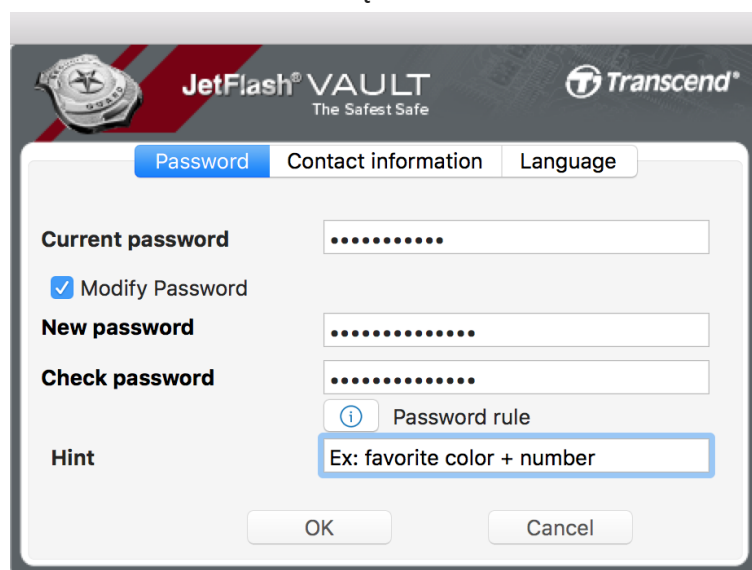 JetFlash® VAULT
The Safest Safe
Transcend®
Password Contact information Language
Current password •••••••••••
Modify Password
New password ••••••••••••••
Check password ••••••••••••••
Password rule
Hint Ex: favorite color + number
OK Cancel